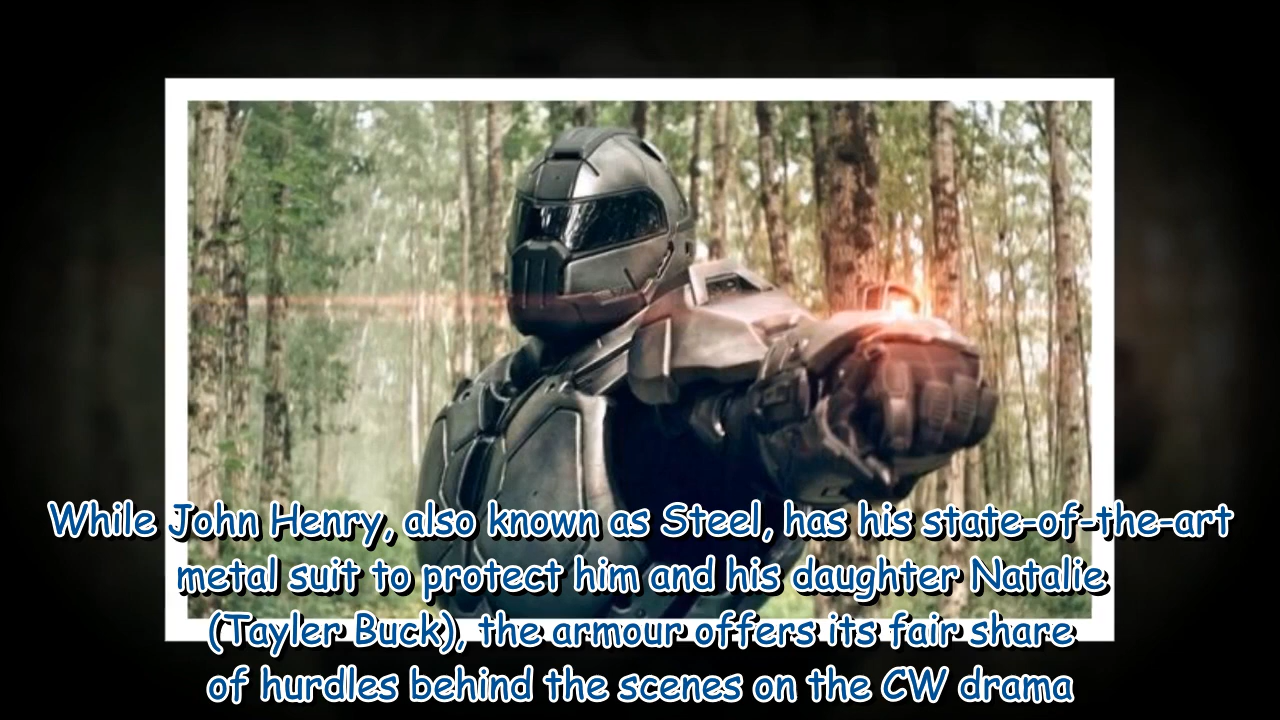 While John Henry, also known as Steel, has his state-of-the-art
metal suit to protect him and his daughter Natalie
(Tayler Buck), the armour offers its fair share
of hurdles behind the scenes on the CW drama